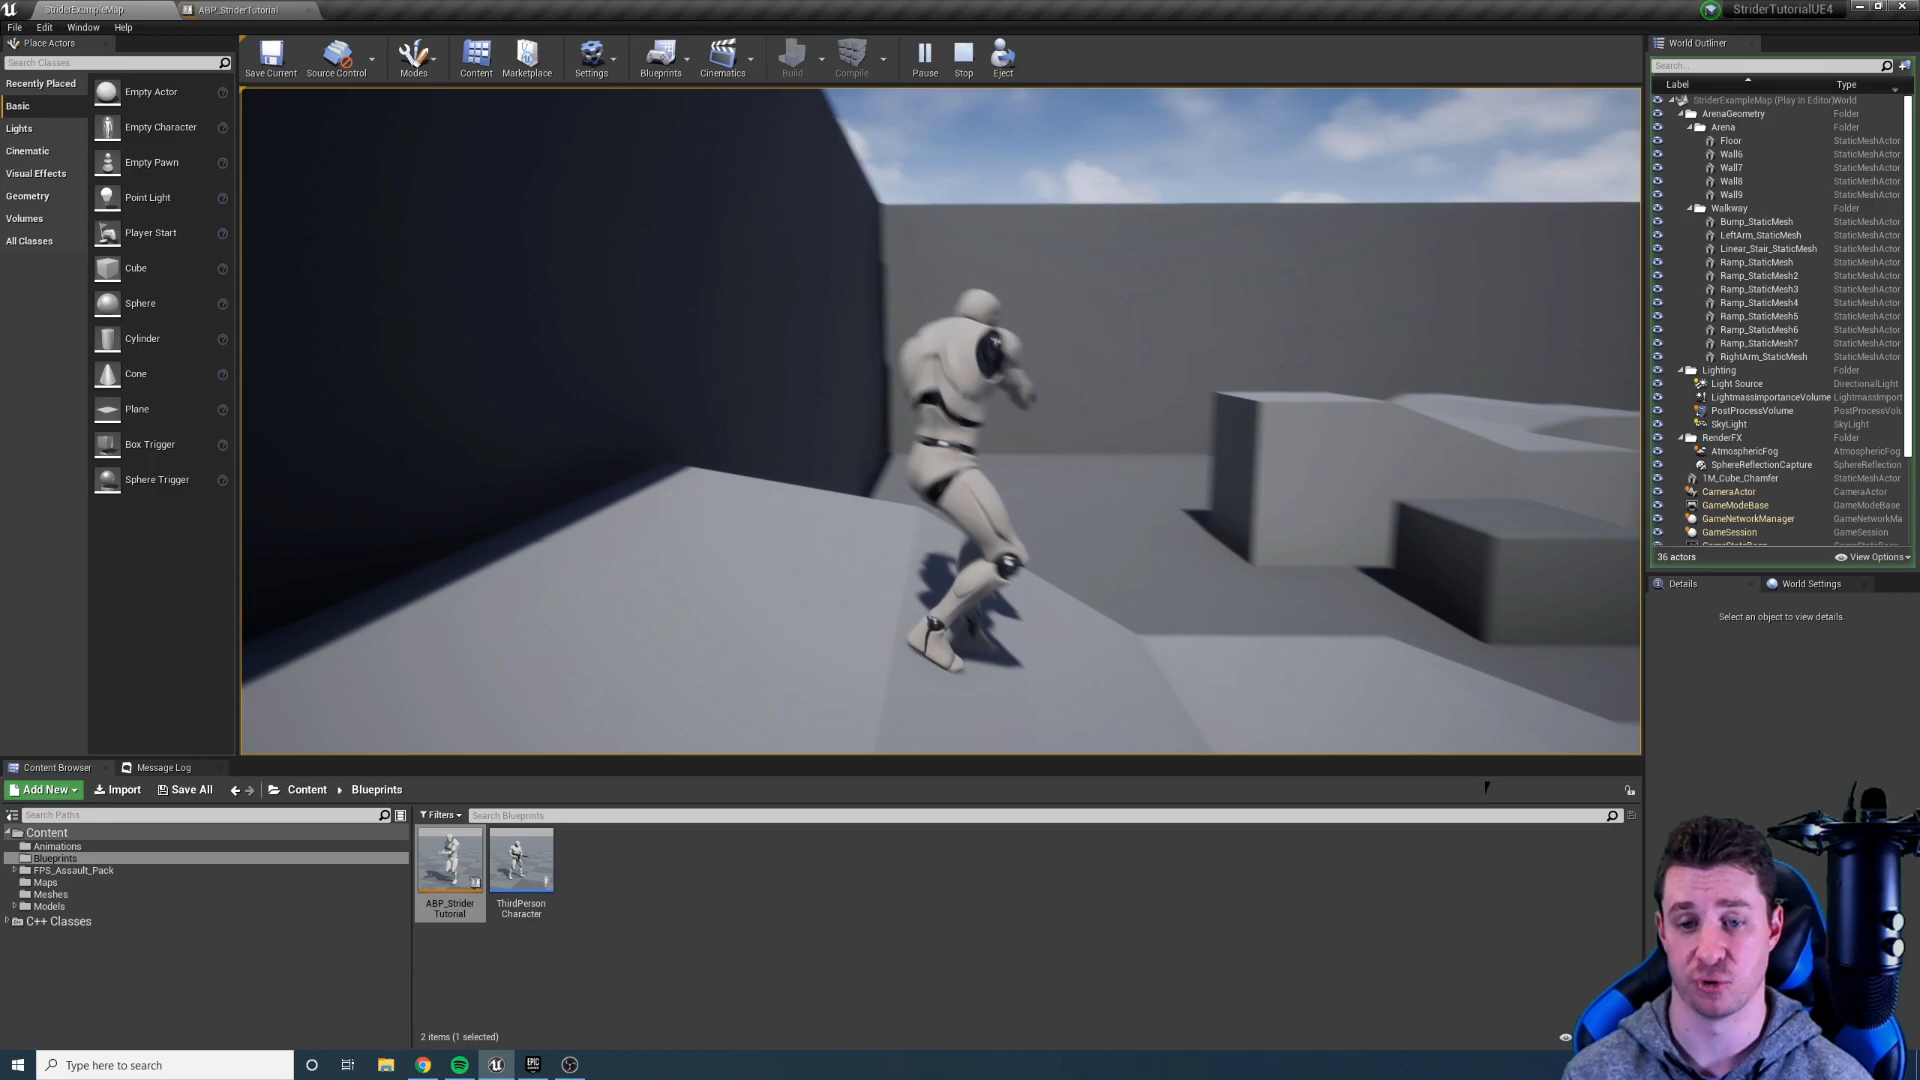 StriderExampleMap
ABP_StriderTutorial
StriderTutorialUE4
File Edit Window Help
Place Actors
Search Classes
Recently Placed
Basic
Lights
Cinematic
Visual Effects
Geometry
Volumes
All Classes
Empty Actor
Empty Character
Empty Pawn
Point Light
Player Start
Cube
Sphere
Cylinder
Cone
Plane
Box Trigger
Sphere Trigger
Save Current
Source Control
Modes
Content
Marketplace
Settings
Blueprints
Cinematics
Build
Compile
Pause
Stop
Eject
World Outliner
Search...
Label Type
StriderExampleMap (Play In Editor) World
ArenaGeometry Folder
Arena Folder
Floor StaticMeshActor
Wall6 StaticMeshActor
Wall7 StaticMeshActor
Wall8 StaticMeshActor
Wall9 StaticMeshActor
Walkway Folder
Bump_StaticMesh StaticMeshActor
LeftArm_StaticMesh StaticMeshActor
Linear_Stair_StaticMesh StaticMeshActor
Ramp_StaticMesh StaticMeshActor
Ramp_StaticMesh2 StaticMeshActor
Ramp_StaticMesh3 StaticMeshActor
Ramp_StaticMesh4 StaticMeshActor
Ramp_StaticMesh5 StaticMeshActor
Ramp_StaticMesh6 StaticMeshActor
Ramp_StaticMesh7 StaticMeshActor
RightArm_StaticMesh StaticMeshActor
Lighting Folder
Light Source DirectionalLight
LightmassImportanceVolume LightmassImport
PostProcessVolume PostProcessVolu
SkyLight SkyLight
RenderFX Folder
AtmosphericFog AtmosphericFog
SphereReflectionCapture SphereReflection
1M_Cube_Chamfer StaticMeshActor
CameraActor CameraActor
GameModeBase GameModeBase
GameNetworkManager GameNetworkMa
GameSession GameSession
36 actors
View Options
Details
World Settings
Select an object to view details.
Content Browser
Message Log
Add New
Import
Save All
Content
Blueprints
Search Paths
Filters
Search Blueprints
Content
Animations
Blueprints
FPS_Assault_Pack
Maps
Meshes
Models
C++ Classes
ABP_Strider
Tutorial
ThirdPerson
Character
2 items (1 selected)
Type here to search
EPIC
GAMES